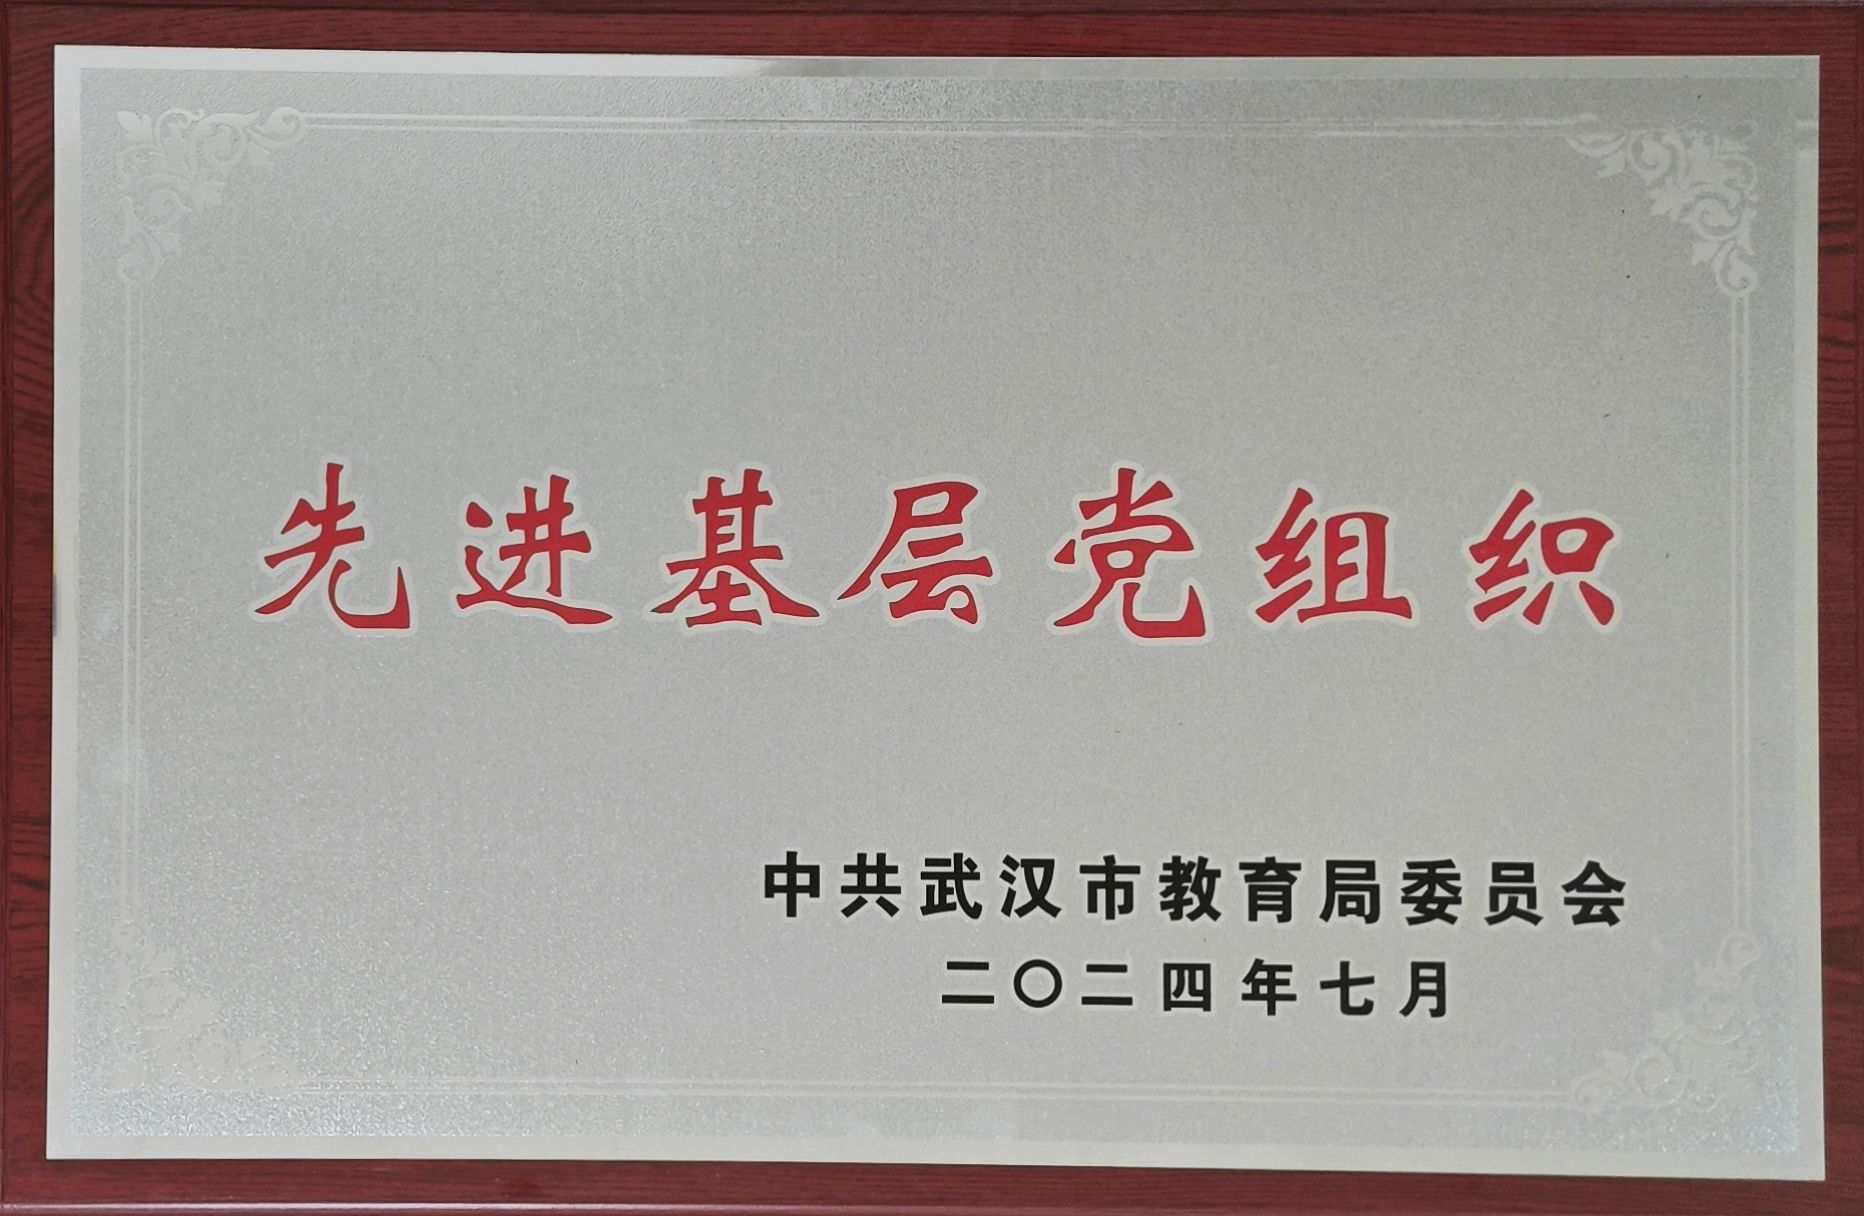 先进基层党组织
中共武汉市教育局委员会
二〇二四年七月